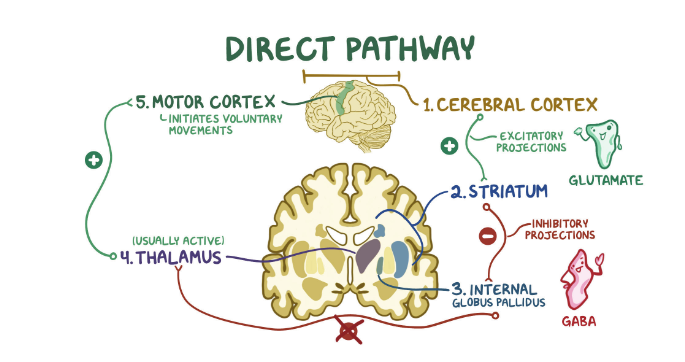 DIRECT PATHWAY
5. MOTOR CORTEX
INITIATES VOLUNTARY
MOVEMENTS
1. CEREBRAL CORTEX
EXCITATORY
PROJECTIONS
GLUTAMATE
2. STRIATUM
INHIBITORY
PROJECTIONS
(USUALLY ACTIVE)
4. THALAMUS
3. INTERNAL
GLOBUS PALLIDUS
GABA